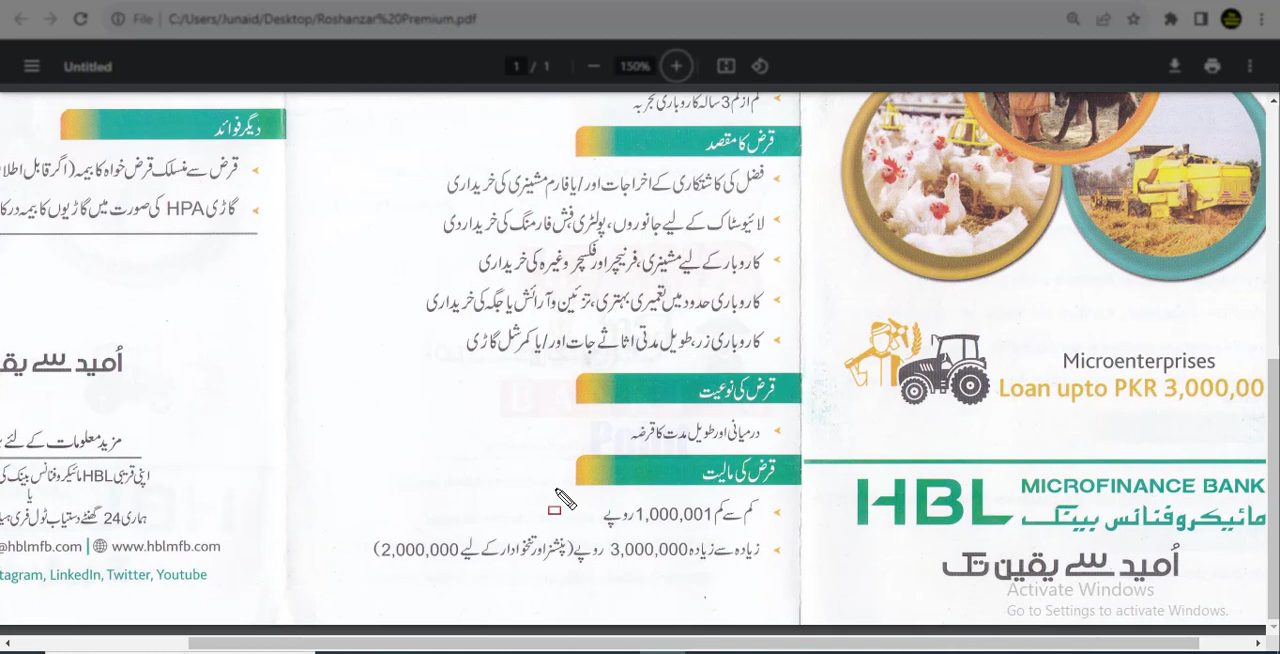 File
C:/Users/Junaid/Desktop/Roshanzar%20Premium.pdf
Untitled
1 / 1
150%
کم از کم 3 سالہ کاروباری تجربہ
قرض کا مقصد
فصل کی کاشتکاری کے اخراجات اور/یا فارم مشینری کی خریداری
لائیوسٹاک کے لیے جانوروں، پولٹری فِش فارمنگ کی خریداردی
کاروبار کے لیے مشینری، فرنیچر اور فکسچر وغیرہ کی خریداری
کاروباری حدود میں تعمیری بہتری، تزئین و آرائش یا جگہ کی خریداری
کاروباری زر، طویل مدتی اثاثے جات اور/یا کمرشل گاڑی
قرض کی نوعیت
درمیانی اور طویل مدت کا قرضہ
قرض کی مالیت
کم سے کم 1,000,001 روپے
زیادہ سے زیادہ 3,000,000 روپے (پنشنر اور تنخواہ دار کے لیے 2,000,000)
دیگر فوائد
قرض سے منسلک قرض خواہ کا بیمہ (اگر قابل اطلا
گاڑی HPA کی صورت میں گاڑیوں کا بیمہ درکا
اُمید سے یقی
مزید معلومات کے لئے
اپنی قریبی HBL مائیکروفنانس بینک کی
یا
ہماری 24 گھنٹے دستیاب ٹول فری ہیلپ
@hblmfb.com | www.hblmfb.com
tagram, LinkedIn, Twitter, Youtube
Microenterprises
Loan upto PKR 3,000,00
HBL MICROFINANCE BANK
مائیکروفنانس بینک
اُمید سے یقین تک
Activate Windows
Go to Settings to activate Windows.